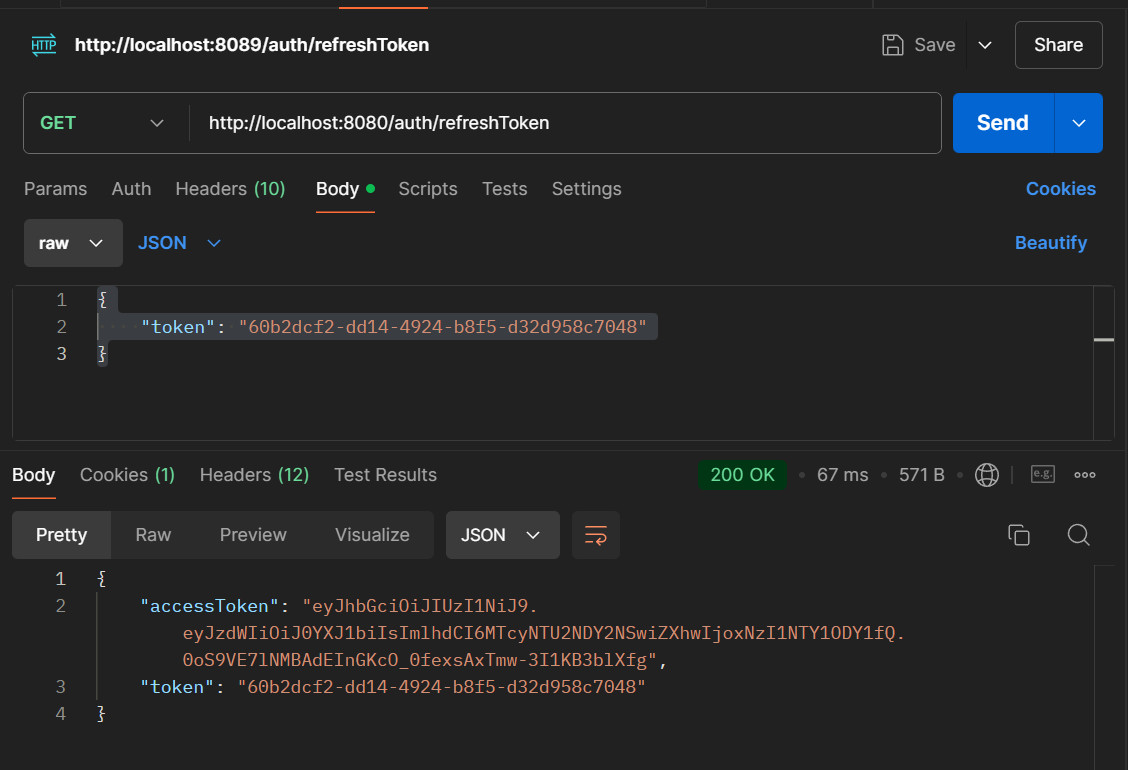 HTTP http://localhost:8089/auth/refreshToken Save Share
GET http://localhost:8080/auth/refreshToken Send
Params Auth Headers (10) Body Scripts Tests Settings Cookies
raw JSON Beautify
1 {
2 "token": "60b2dcf2-dd14-4924-b8f5-d32d958c7048"
3 }
Body Cookies (1) Headers (12) Test Results 200 OK 67 ms 571 B e.g.
Pretty Raw Preview Visualize JSON
1 {
2 "accessToken": "eyJhbGciOiJIUzI1NiJ9.
eyJzdWIiOiJ0YXJ1biIsImlhdCI6MTcyNTU2NDY2NSwiZXhwIjoxNzI1NTY1ODY1fQ.
0oS9VE7lNMBAdEInGKcO_0fexsAxTmw-3I1KB3blXfg",
3 "token": "60b2dcf2-dd14-4924-b8f5-d32d958c7048"
4 }